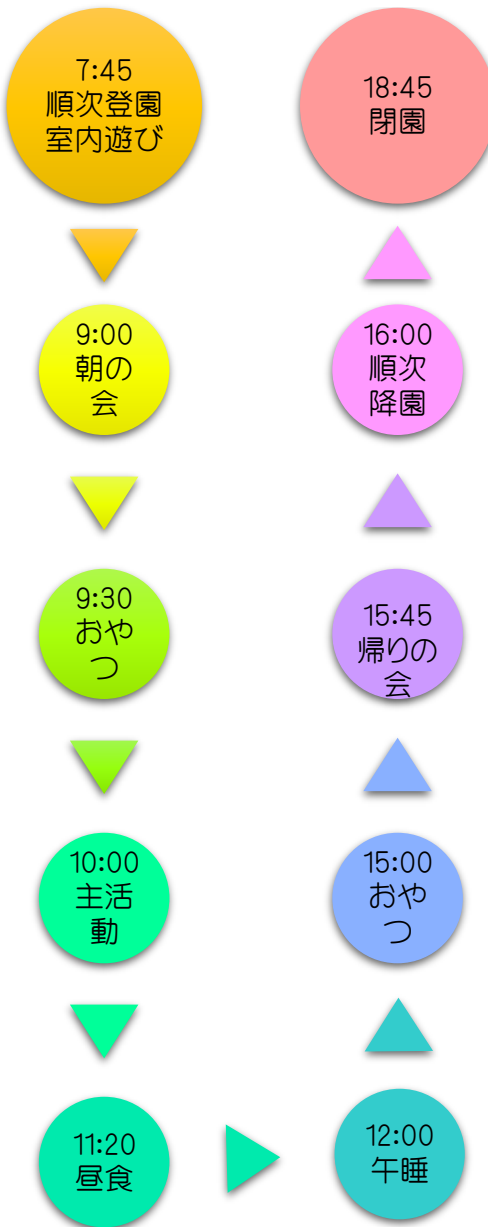 7:45
順次登園
室内遊び
9:00
朝の
会
9:30
おや
つ
10:00
主活
動
11:20
昼食
12:00
午睡
15:00
おや
つ
15:45
帰りの
会
16:00
順次
降園
18:45
閉園